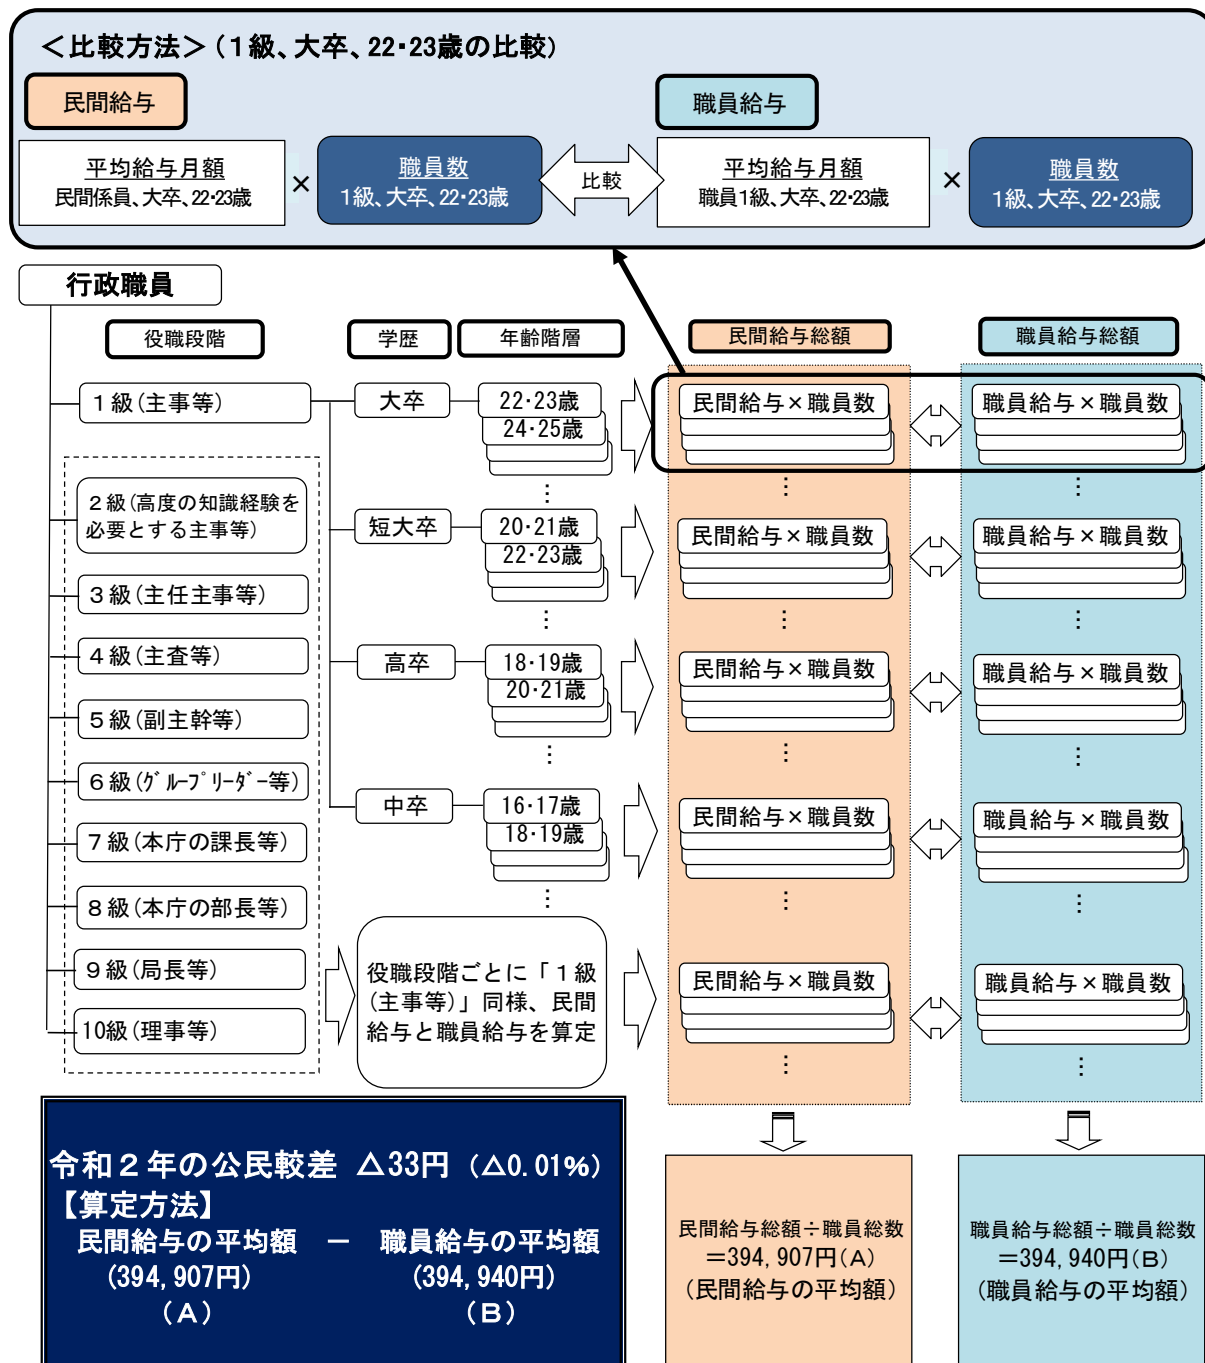 ＜比較方法＞（１級、大卒、22・23歳の比較）
民間給与
職員給与
平均給与月額
民間係員、大卒、22・23歳
×
職員数
1級、大卒、22・23歳
比較
平均給与月額
職員1級、大卒、22・23歳
×
職員数
1級、大卒、22・23歳
行政職員
役職段階
学歴
年齢階層
民間給与総額
職員給与総額
１級（主事等）
大卒
22・23歳
24・25歳
⋮
民間給与×職員数
⋮
職員給与×職員数
⋮
２級（高度の知識経験を
必要とする主事等）
短大卒
20・21歳
22・23歳
⋮
民間給与×職員数
⋮
職員給与×職員数
⋮
３級（主任主事等）
４級（主査等）
高卒
18・19歳
20・21歳
⋮
民間給与×職員数
⋮
職員給与×職員数
⋮
５級（副主幹等）
６級（ｸﾞﾙｰﾌﾟﾘｰﾀﾞｰ等）
中卒
16・17歳
18・19歳
⋮
民間給与×職員数
⋮
職員給与×職員数
⋮
７級（本庁の課長等）
８級（本庁の部長等）
９級（局長等）
10級（理事等）
役職段階ごとに「１級
（主事等）」同様、民間
給与と職員給与を算定
民間給与×職員数
⋮
職員給与×職員数
⋮
令和２年の公民較差 △33円（△0.01%）
【算定方法】
民間給与の平均額 － 職員給与の平均額
(394,907円) (394,940円)
（Ａ） （Ｂ）
民間給与総額÷職員総数
＝394,907円（Ａ）
（民間給与の平均額）
職員給与総額÷職員総数
＝394,940円（Ｂ）
（職員給与の平均額）